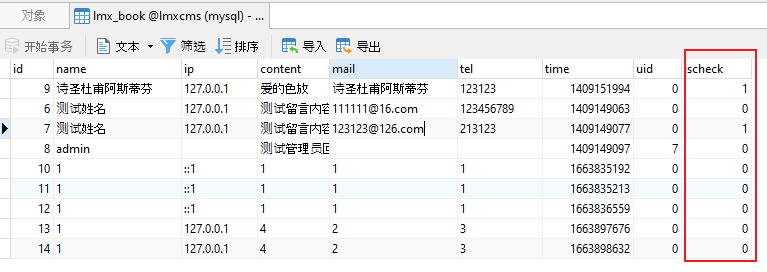 对象 lmx_book @lmxcms (mysql) - ...
开始事务 文本 筛选 排序 导入 导出
id name ip content mail tel time uid ischeck
9 诗圣杜甫阿斯蒂芬 127.0.0.1 爱的色放 诗圣杜甫阿斯蒂芬 123123 1409151994 0 1
6 测试姓名 127.0.0.1 测试留言内容 111111@16.com 123456789 1409149063 0 0
7 测试姓名 127.0.0.1 测试留言内容 123123@126.com 213123 1409149077 0 1
8 admin 测试管理员回 1409149097 7 0
10 1 ::1 1 1 1 1663835192 0 0
11 1 ::1 1 1 1 1663835213 0 0
12 1 ::1 1 1 1 1663836559 0 0
13 1 127.0.0.1 4 2 3 1663897676 0 0
14 1 127.0.0.1 4 2 3 1663898632 0 0